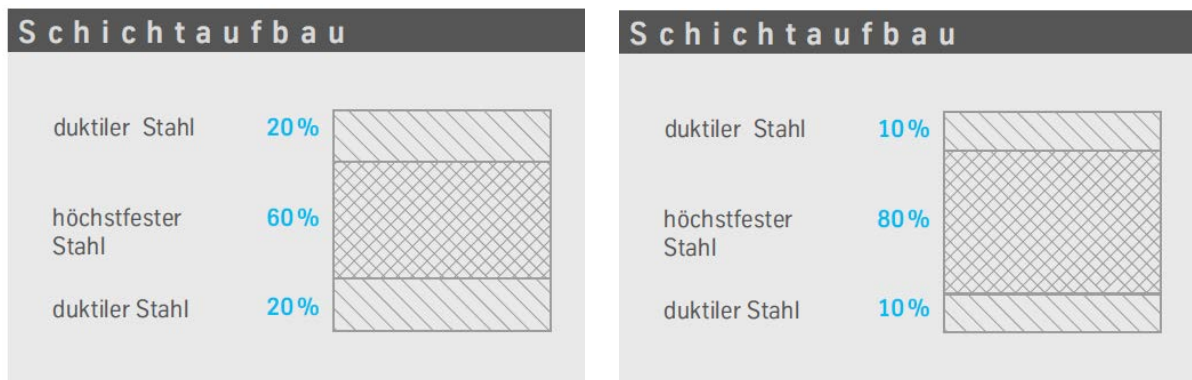 Schichtaufbau
duktiler Stahl 20%
höchstfester 60%
Stahl
duktiler Stahl 20%
Schichtaufbau
duktiler Stahl 10%
höchstfester 80%
Stahl
duktiler Stahl 10%